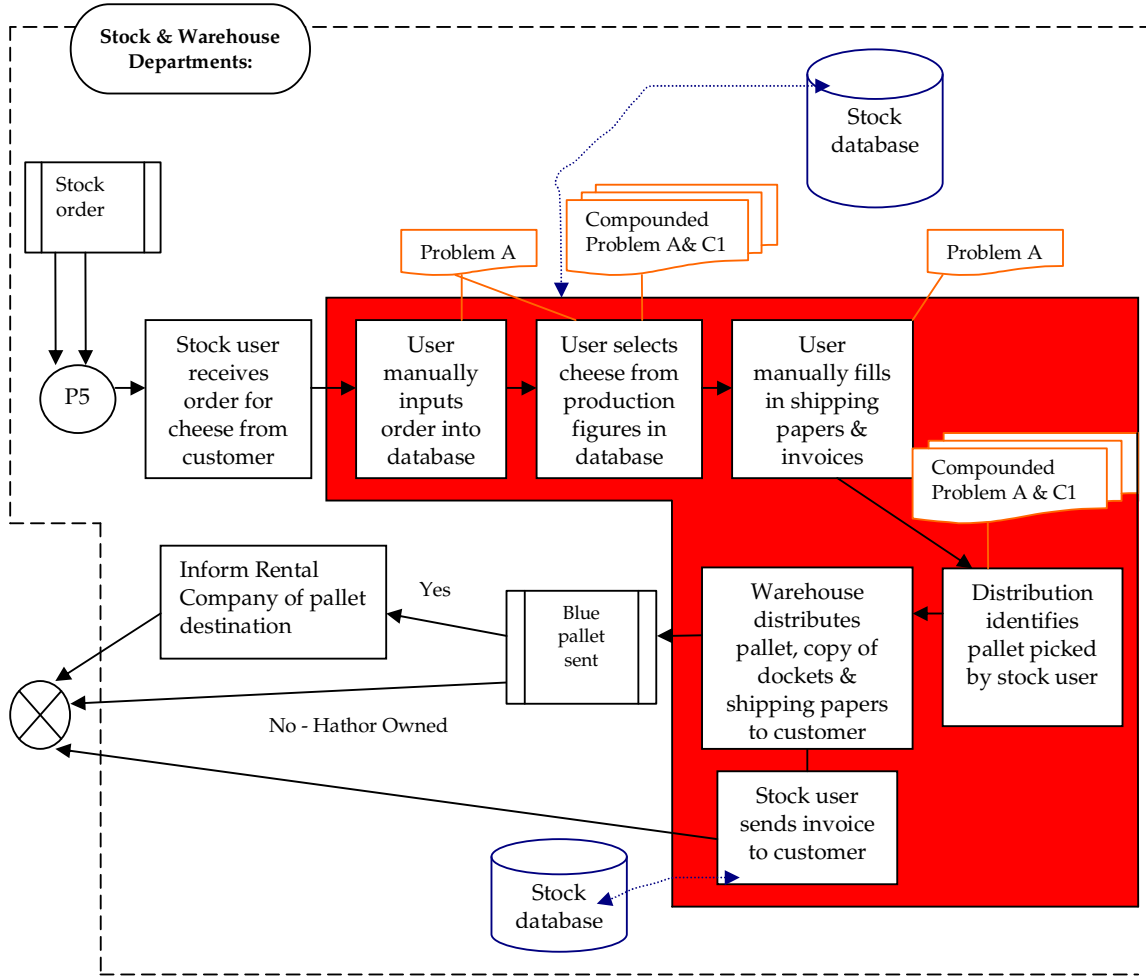 Stock & Warehouse
Departments:
Stock
database
Stock
order
Compounded
Problem A& C1
Problem A
Problem A
P5
Stock user
receives
order for
cheese from
customer
User
manually
inputs
order into
database
User selects
cheese from
production
figures in
database
User
manually fills
in shipping
papers &
invoices
Compounded
Problem A & C1
Inform Rental
Company of pallet
destination
Yes
Blue
pallet
sent
Warehouse
distributes
pallet, copy of
dockets &
shipping papers
to customer
Distribution
identifies
pallet picked
by stock user
No - Hathor Owned
Stock user
sends invoice
to customer
Stock
database